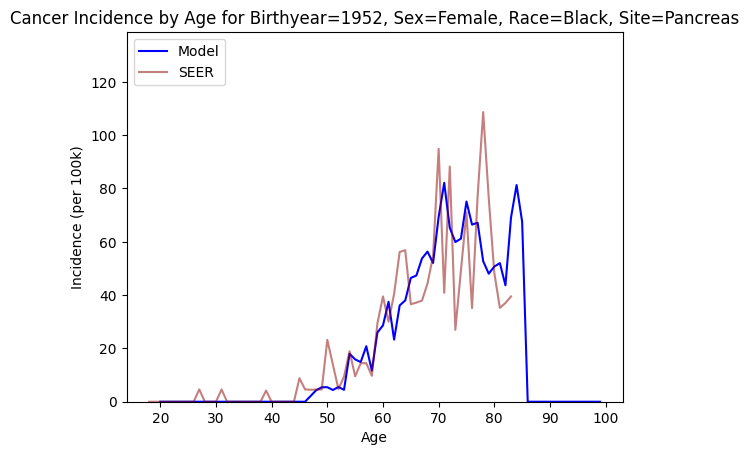 Cancer Incidence by Age for Birthyear=1952, Sex=Female, Race=Black, Site=Pancreas
Model
SEER
120
100
80
60
40
20
0
Incidence (per 100k)
20 30 40 50 60 70 80 90 100
Age